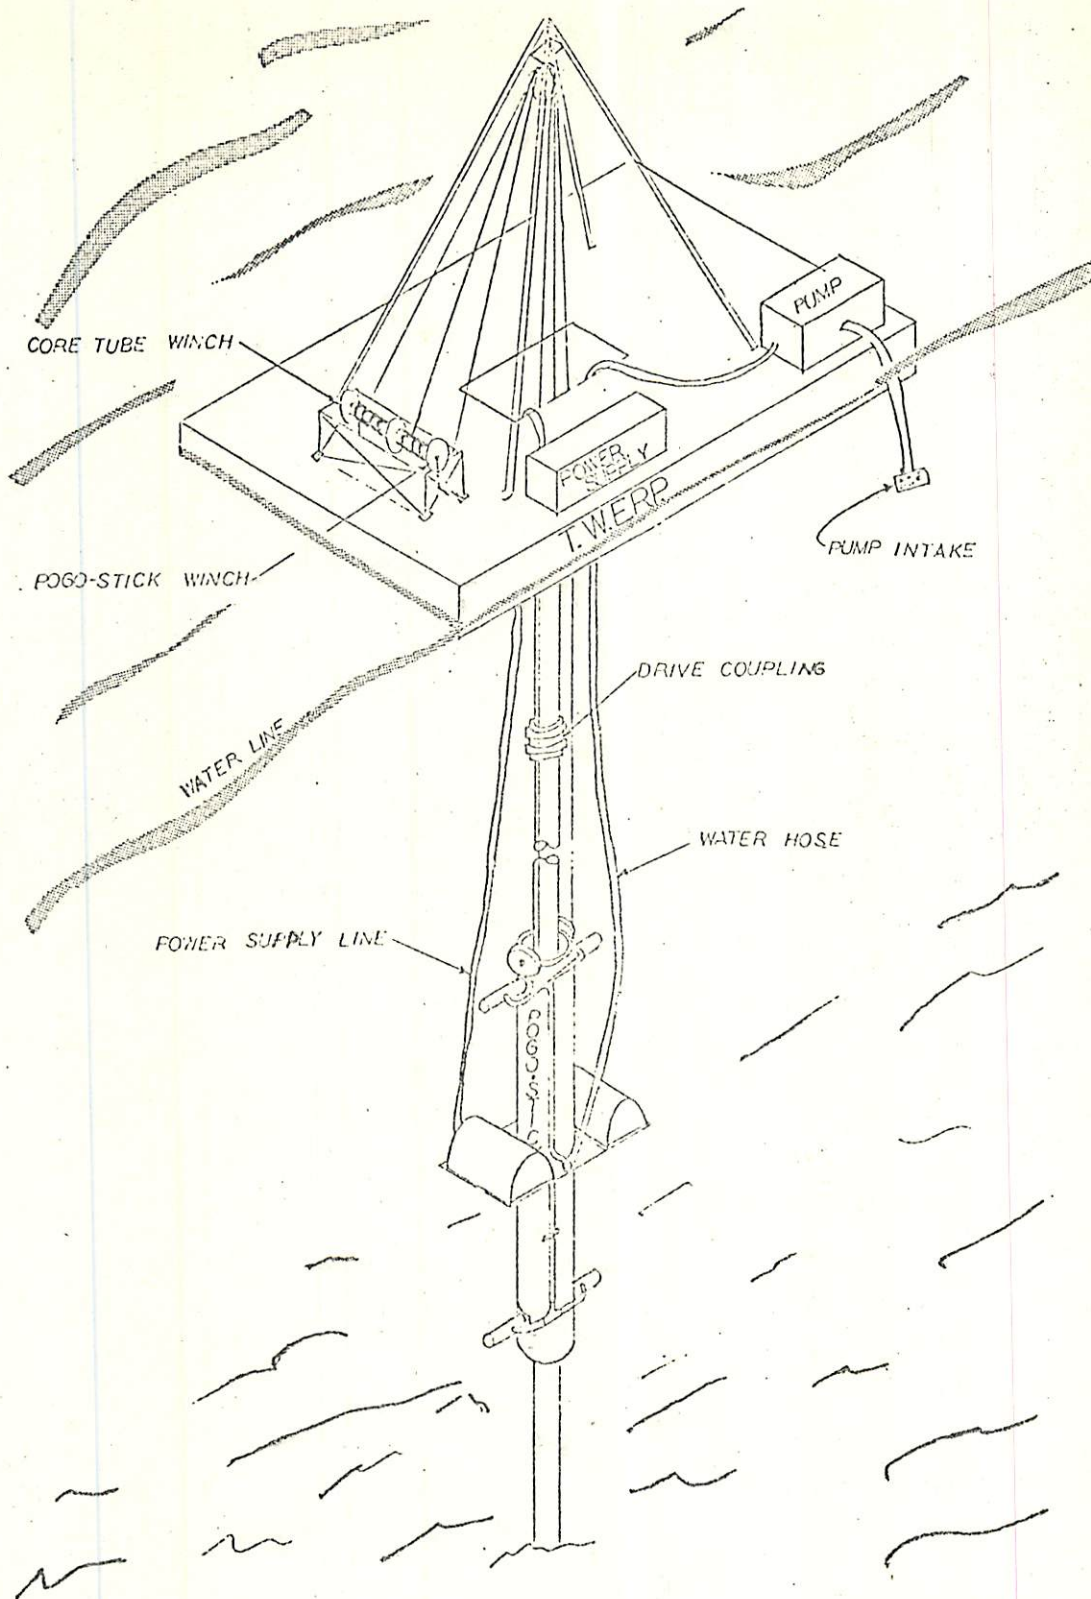 PUMP
CORE TUBE WINCH
POWER
SUPPLY
T.W.ERP
PUMP INTAKE
POGO-STICK WINCH
DRIVE COUPLING
WATER LINE
WATER HOSE
POWER SUPPLY LINE
POGO-STIC